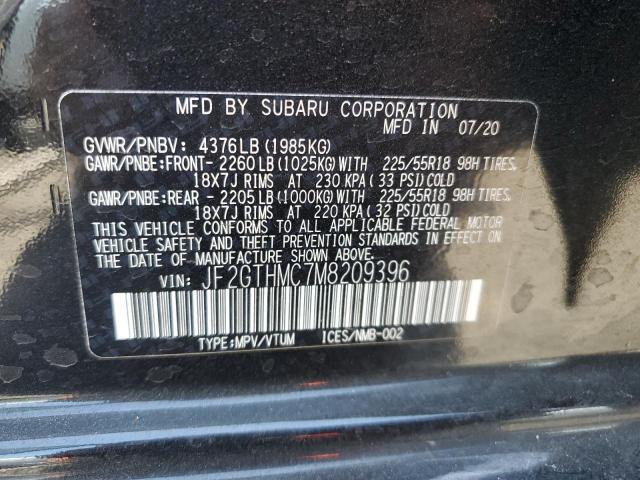 MFD BY SUBARU CORPORATION
MFD IN 07/20
GVWR/PNBV: 4376LB(1985KG)
GAWR/PNBE:FRONT- 2260LB(1025KG)WITH 225/55R18 98H TIRES,
18X7J RIMS AT 230 KPA(33 PSI)COLD
GAWR/PNBE:REAR - 2205LB(1000KG)WITH 225/55R18 98H TIRES,
18X7J RIMS AT 220 KPA(32 PSI)COLD
THIS VEHICLE CONFORMS TO ALL APPLICABLE FEDERAL MOTOR
VEHICLE SAFETY AND THEFT PREVENTION STANDARDS IN EFFECT
ON THE DATE OF MANUFACTURE SHOWN ABOVE.
VIN: JF2GTHMC7M8209396
TYPE:MPV/VTUM ICES/NMB-002